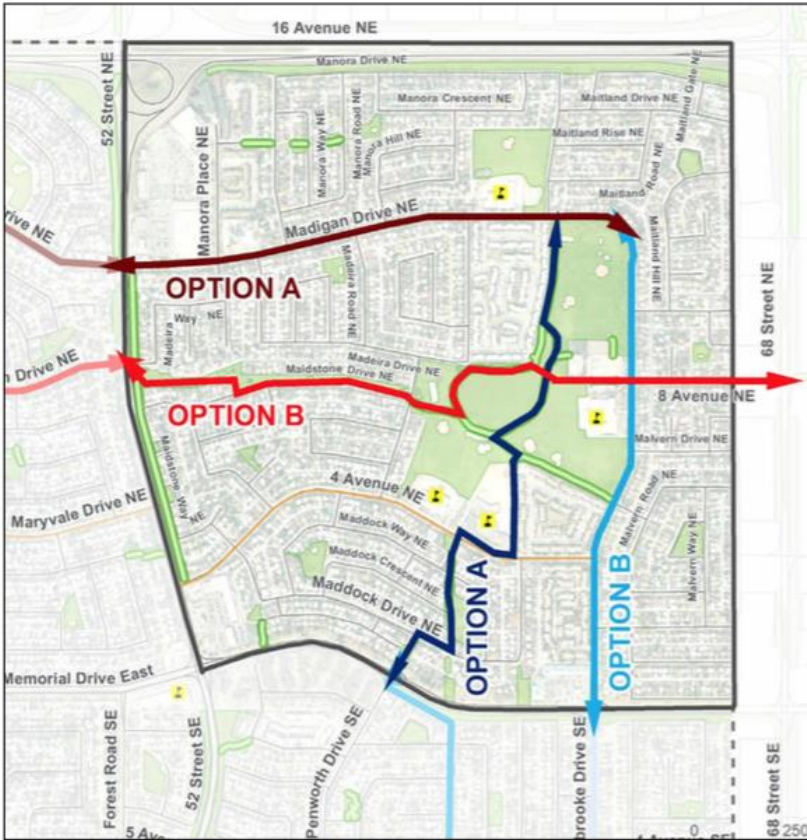 16 Avenue NE
52 Street NE
Manora Drive NE
Manora Crescent NE
Maitland Drive NE
Maitland Gate NE
Manora Place NE
Manora Way NE
Manora Road NE
Manora Hill NE
Maitland Rise NE
Maitland Road NE
Madigan Drive NE
Maitland Hill NE
rive NE
OPTION A
Madeira Road NE
Madeira Way NE
68 Street NE
n Drive NE
Madeira Drive NE
Maidstone Drive NE
8 Avenue NE
OPTION B
Malvern Drive NE
Maidstone Way NE
4 Avenue NE
Malvern Road NE
Maryvale Drive NE
Maddock Way NE
Maddock Crescent NE
Malvern Way NE
Maddock Drive NE
OPTION A
OPTION B
Memorial Drive East
Forest Road SE
52 Street SE
Penworth Drive SE
brooke Drive SE
68 Street SE
5 Ave
0
250